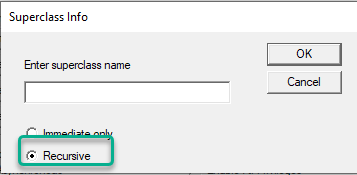 Superclass Info
OK
Enter superclass name
Cancel
Immediate only
Recursive